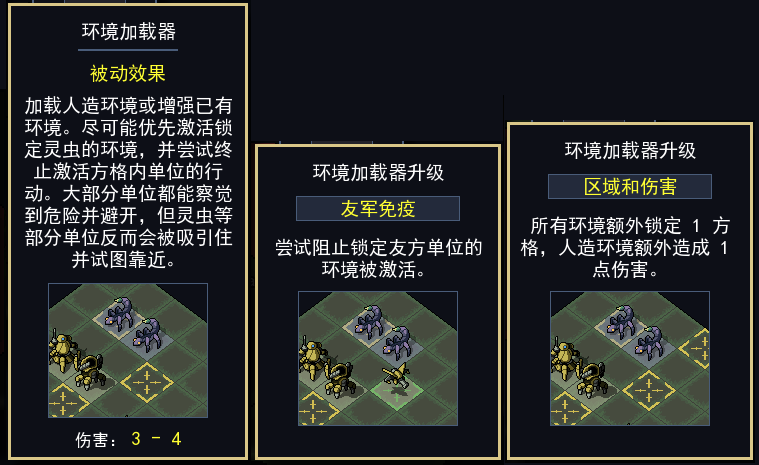 环境加载器
被动效果
加载人造环境或增强已有
环境。尽可能优先激活锁
定灵虫的环境，并尝试终
止激活方格内单位的行
动。大部分单位都能察觉
到危险并避开，但灵虫等
部分单位反而会被吸引住
并试图靠近。
伤害： 3 - 4
环境加载器升级
友军免疫
尝试阻止锁定友方单位的
环境被激活。
环境加载器升级
区域和伤害
所有环境额外锁定 1 方
格，人造环境额外造成 1
点伤害。